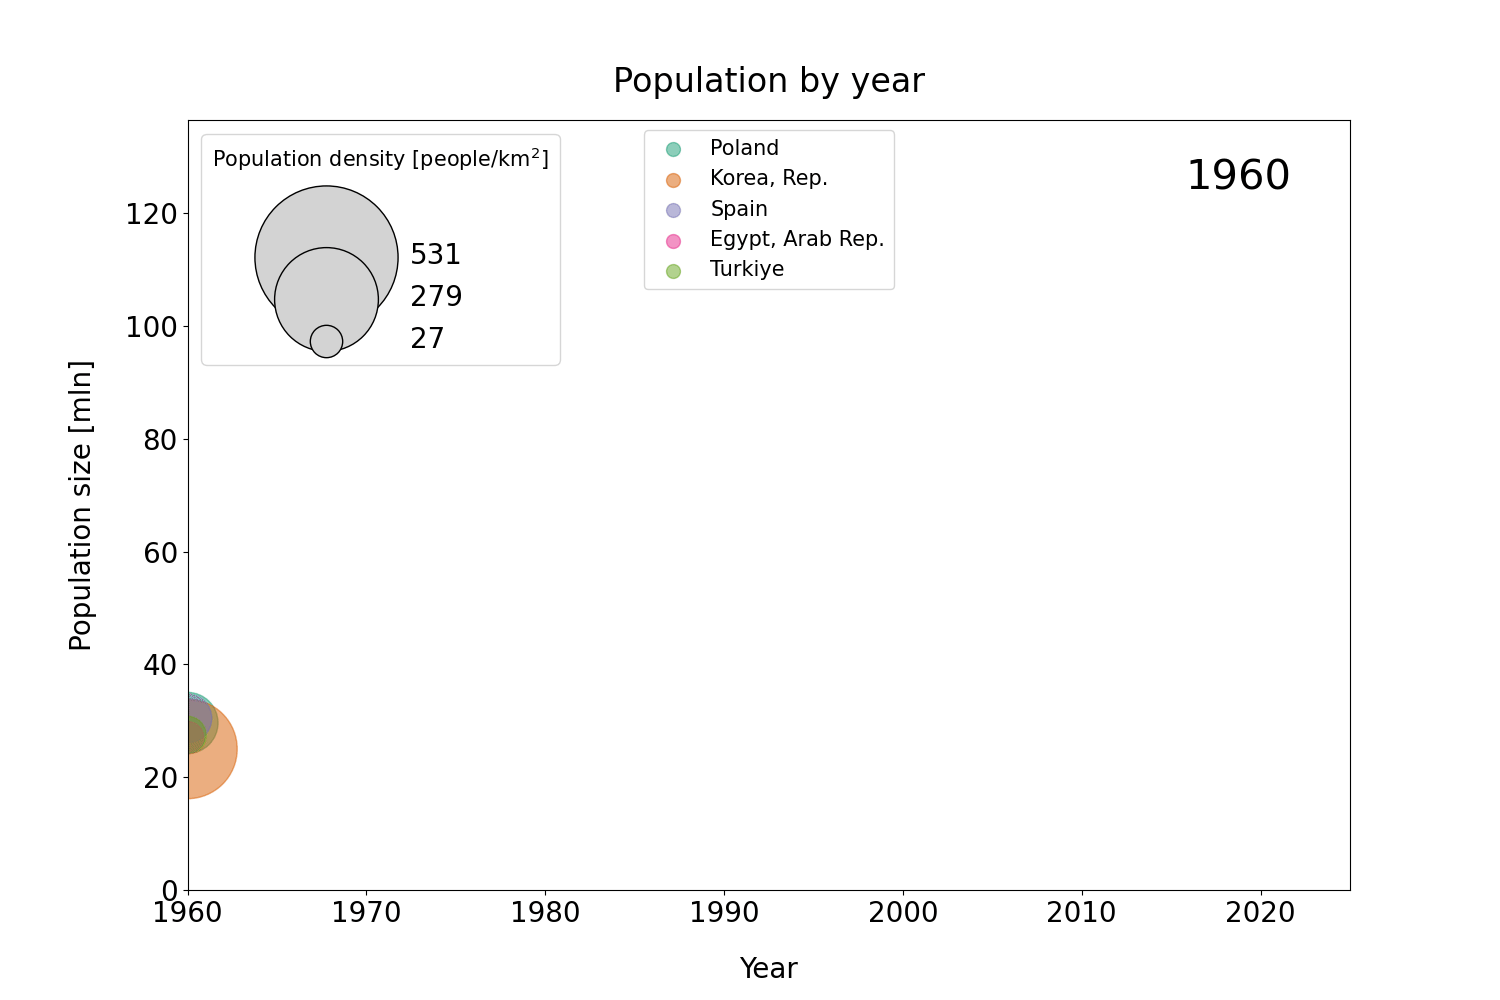 Population by year
Population density [people/km²]
531
279
27
Poland
Korea, Rep.
Spain
Egypt, Arab Rep.
Turkiye
1960
120
100
80
60
40
20
0
Population size [mln]
1960 1970 1980 1990 2000 2010 2020
Year